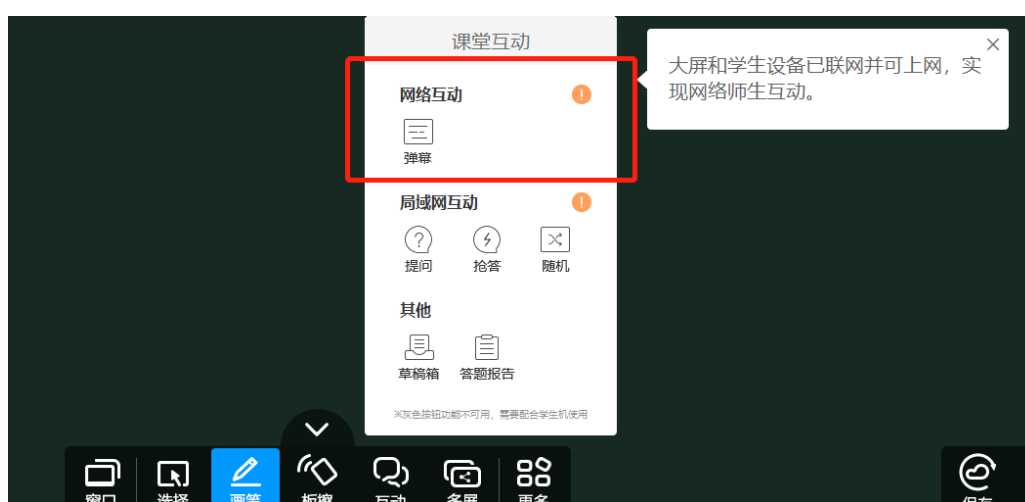 课堂互动
大屏和学生设备已联网并可上网，实
现网络师生互动。
网络互动
弹幕
局域网互动
提问 抢答 随机
其他
草稿箱 答题报告
※灰色按钮功能不可用，需要配合学生机使用
窗口 选择 画笔 板擦 互动 多屏 更多 保存